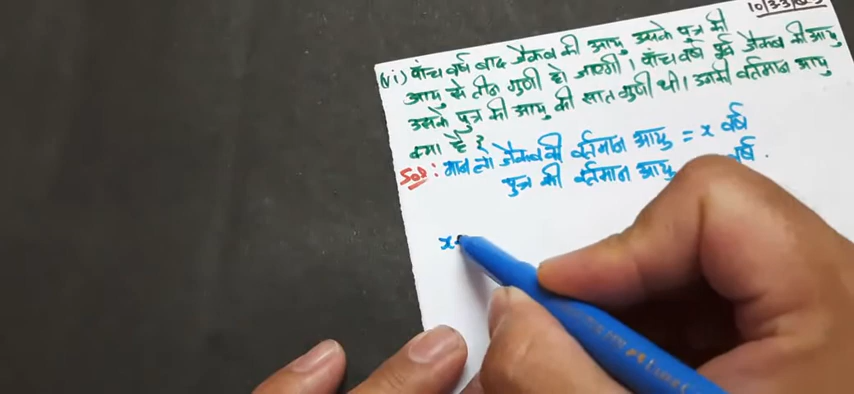 10/3.3/
(vi) पाँच वर्ष बाद जैकब की आयु उसके पुत्र की
आयु से तीन गुणी हो जाएगी। पाँच वर्ष पूर्व जैकब की आयु
उसके पुत्र की आयु की सात गुणी थी। उनकी वर्तमान आयु
क्या है?
Sol: मान लो जैकब की वर्तमान आयु = x वर्ष
पुत्र की वर्तमान आयु वर्ष.
x